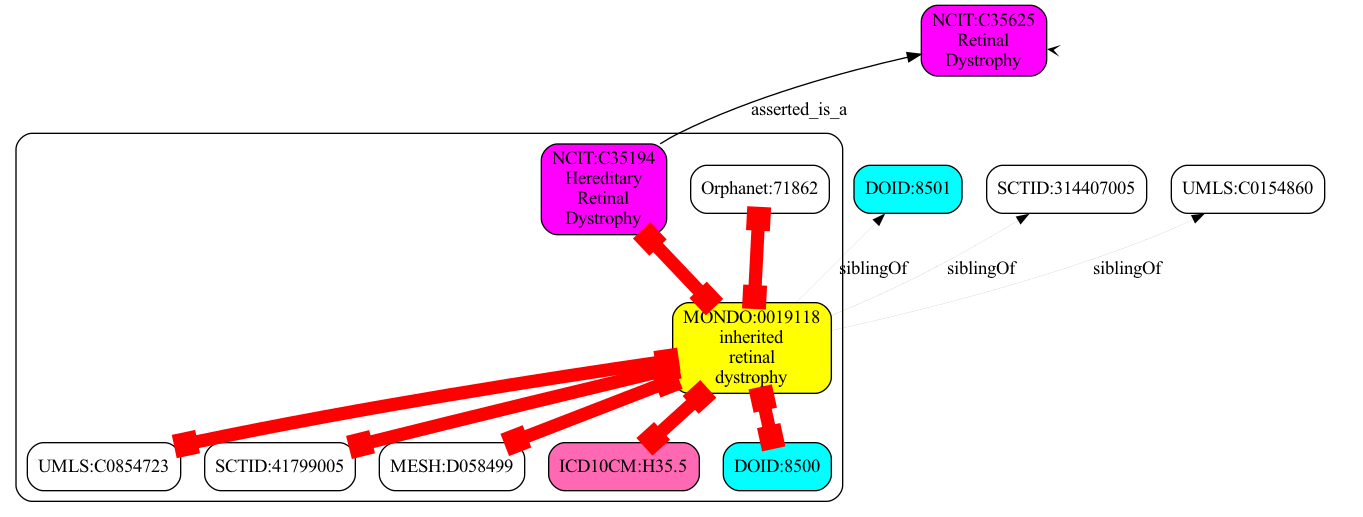 NCIT:C35625
Retinal
Dystrophy
asserted_is_a
NCIT:C35194
Hereditary
Retinal
Dystrophy
Orphanet:71862
DOID:8501
SCTID:314407005
UMLS:C0154860
siblingOf
siblingOf
siblingOf
MONDO:0019118
inherited
retinal
dystrophy
UMLS:C0854723
SCTID:41799005
MESH:D058499
ICD10CM:H35.5
DOID:8500